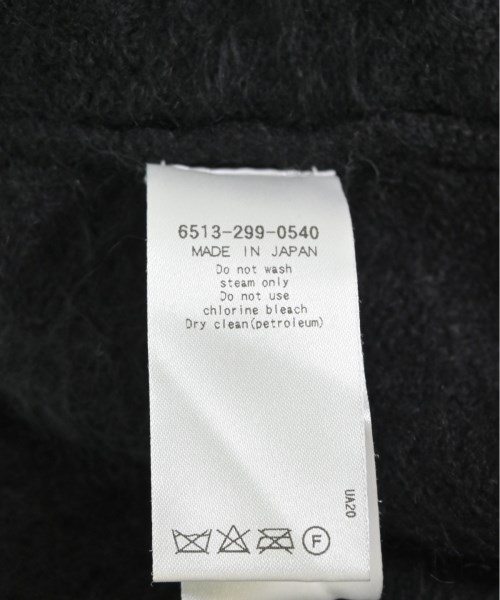 6513-299-0540
MADE IN JAPAN
Do not wash
steam only
Do not use
chlorine bleach
Dry clean(petroleum)
UA20
F